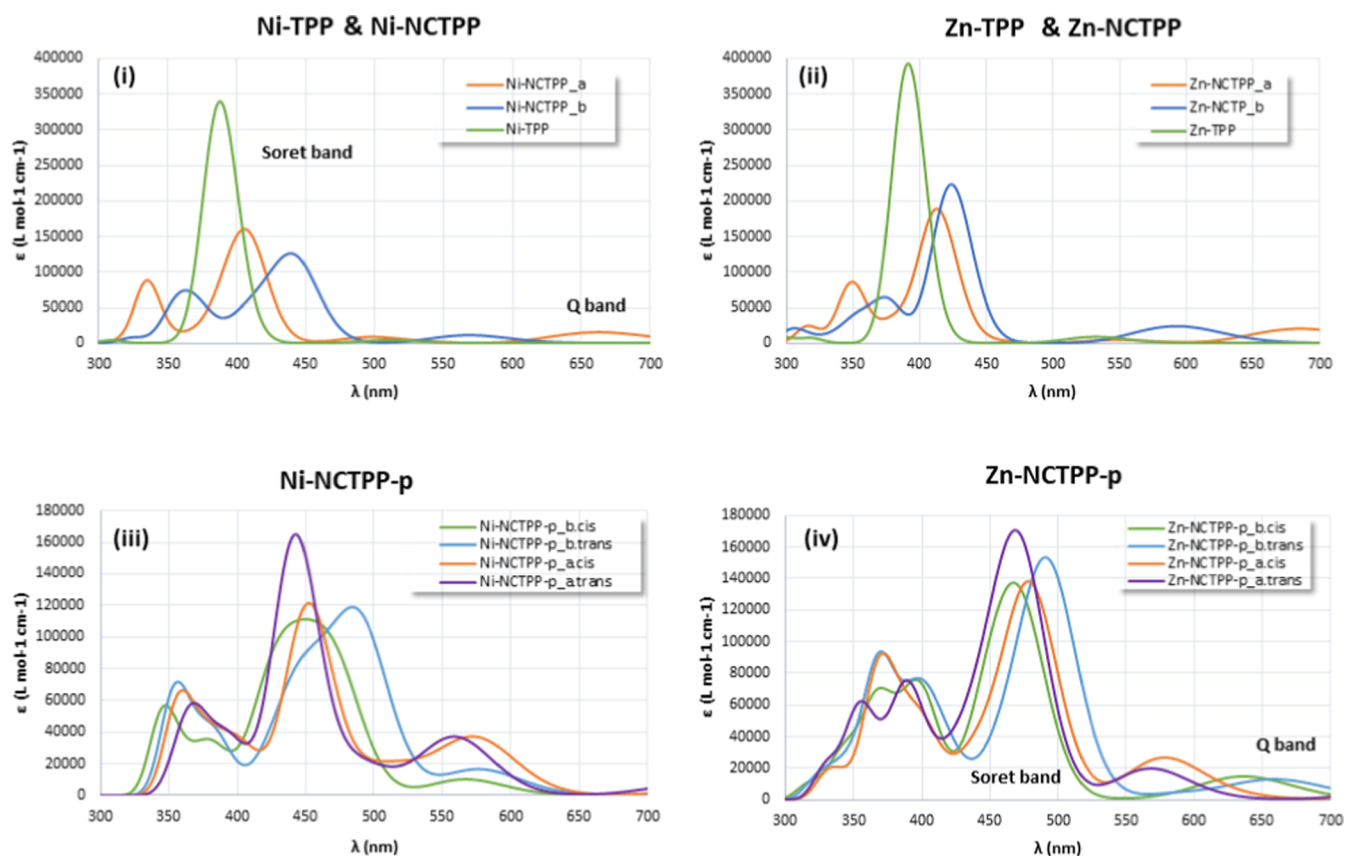 Ni-TPP & Ni-NCTPP
(i)
Ni-NCTPP_a
Ni-NCTPP_b
Ni-TPP
Soret band
Q band
ε (L mol-1 cm-1)
400000
350000
300000
250000
200000
150000
100000
50000
0
300 350 400 450 500 550 600 650 700
λ (nm)
Zn-TPP & Zn-NCTPP
(ii)
Zn-NCTPP_a
Zn-NCTP_b
Zn-TPP
ε (L mol-1 cm-1)
400000
350000
300000
250000
200000
150000
100000
50000
0
300 350 400 450 500 550 600 650 700
λ (nm)
Ni-NCTPP-p
(iii)
Ni-NCTPP-p_b.cis
Ni-NCTPP-p_b.trans
Ni-NCTPP-p_a.cis
Ni-NCTPP-p_a.trans
ε (L mol-1 cm-1)
180000
160000
140000
120000
100000
80000
60000
40000
20000
0
300 350 400 450 500 550 600 650 700
λ (nm)
Zn-NCTPP-p
(iv)
Zn-NCTPP-p_b.cis
Zn-NCTPP-p_b.trans
Zn-NCTPP-p_a.cis
Zn-NCTPP-p_a.trans
Q band
Soret band
ε (L mol-1 cm-1)
180000
160000
140000
120000
100000
80000
60000
40000
20000
0
300 350 400 450 500 550 600 650 700
λ (nm)